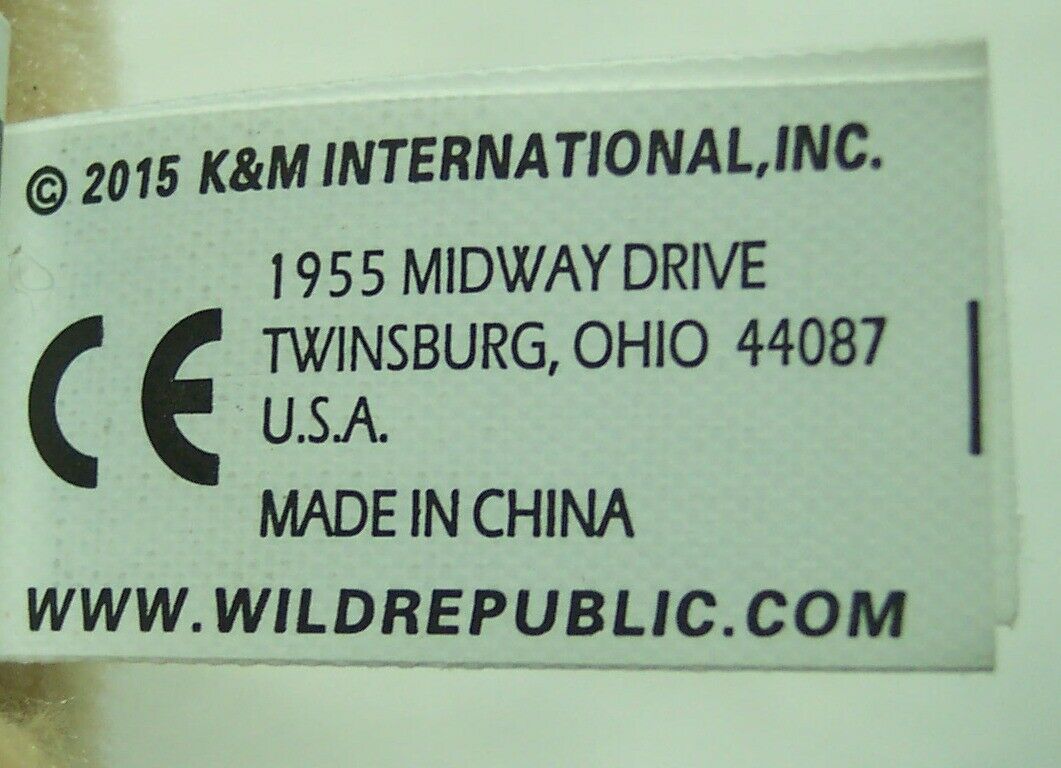 © 2015 K&M INTERNATIONAL,INC.
1955 MIDWAY DRIVE
TWINSBURG, OHIO 44087
U.S.A.
CE
MADE IN CHINA
WWW.WILDREPUBLIC.COM